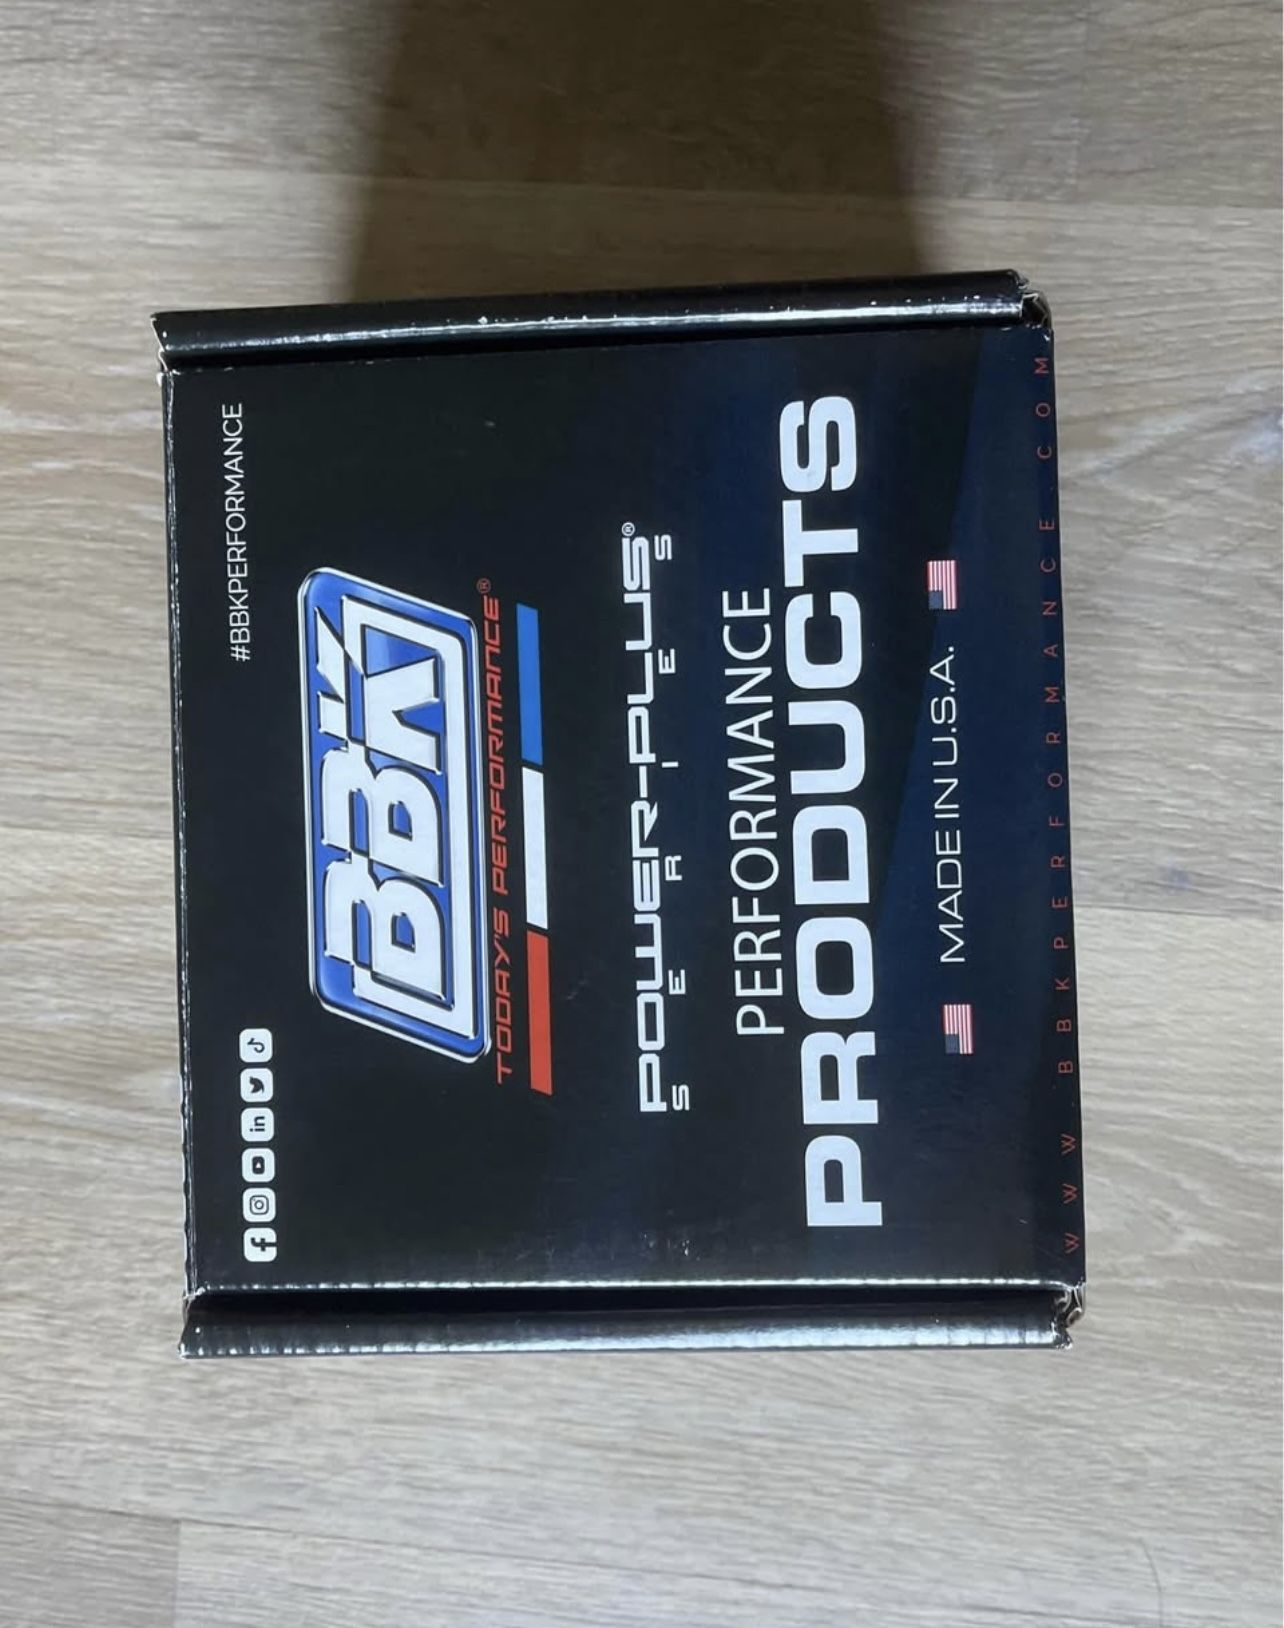 #BBKPERFORMANCE
BBK
TODAY'S PERFORMANCE®
POWER-PLUS®
SERIES
PERFORMANCE
PRODUCTS
MADE IN U.S.A.
WWW.BBKPERFORMANCE.COM